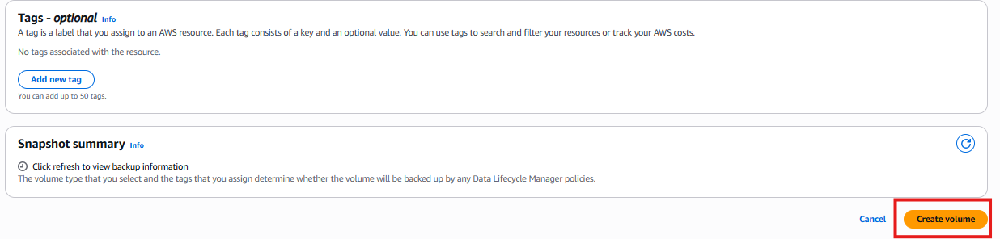 Tags - optional Info
A tag is a label that you assign to an AWS resource. Each tag consists of a key and an optional value. You can use tags to search and filter your resources or track your AWS costs.
No tags associated with the resource.
Add new tag
You can add up to 50 tags.
Snapshot summary Info
Click refresh to view backup information
The volume type that you select and the tags that you assign determine whether the volume will be backed up by any Data Lifecycle Manager policies.
Cancel Create volume